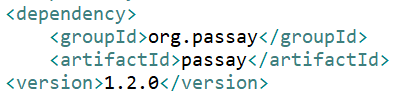 <dependency>
    <groupId>org.passay</groupId>
    <artifactId>passay</artifactId>
<version>1.2.0</version>